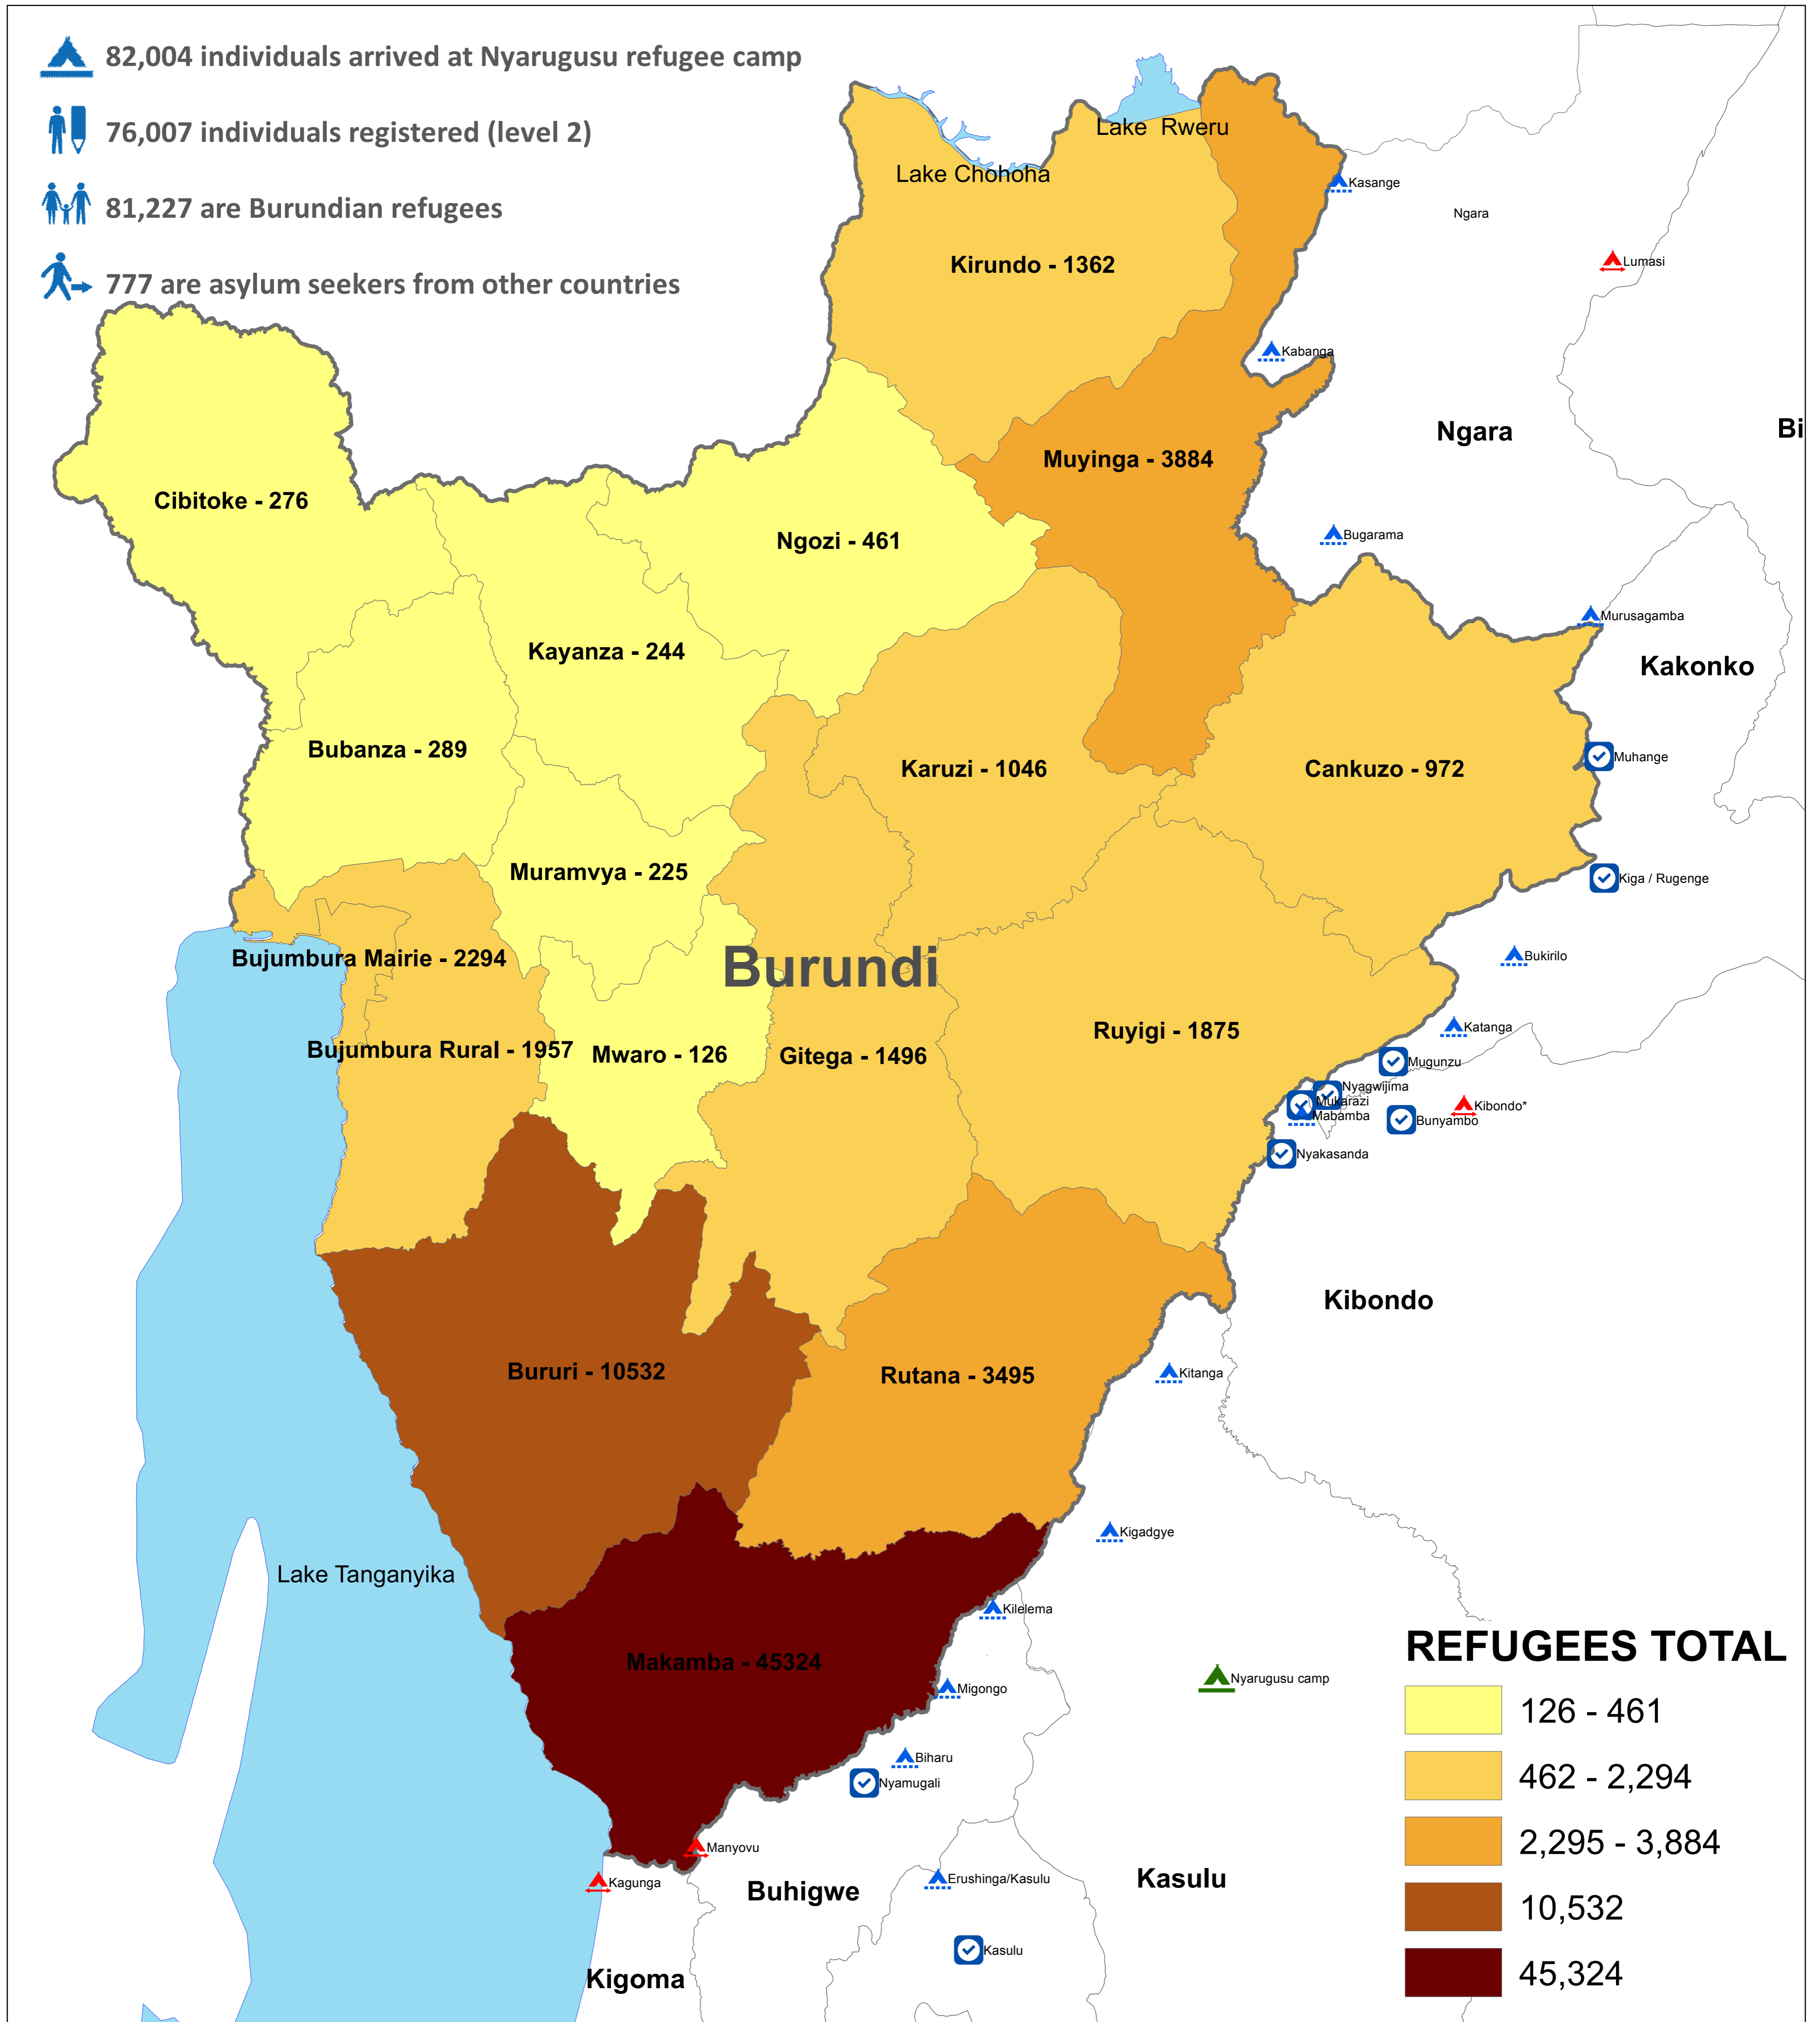 82,004 individuals arrived at Nyarugusu refugee camp
76,007 individuals registered (level 2)
81,227 are Burundian refugees
777 are asylum seekers from other countries
Lake Rweru
Lake Chohoha
Kasange
Ngara
Lumasi
Kirundo - 1362
Kabanga
Ngara
Bi
Muyinga - 3884
Cibitoke - 276
Ngozi - 461
Bugarama
Murusagamba
Kakonko
Kayanza - 244
Bubanza - 289
Karuzi - 1046
Cankuzo - 972
Muhange
Muramvya - 225
Kiga / Rugenge
Bujumbura Mairie - 2294
Burundi
Bukirilo
Katanga
Ruyigi - 1875
Bujumbura Rural - 1957
Mwaro - 126
Gitega - 1496
Mugunzu
Nyagwijima
Mukarazi
Mabamba
Kibondo*
Bunyambo
Nyakasanda
Kibondo
Bururi - 10532
Rutana - 3495
Kitanga
Kigadgye
Lake Tanganyika
Kilelema
Makamba - 45324
Migongo
Nyarugusu camp
Biharu
Nyamugali
Manyovu
Kagunga
Buhigwe
Erushinga/Kasulu
Kasulu
Kasulu
Kigoma
REFUGEES TOTAL
126 - 461
462 - 2,294
2,295 - 3,884
10,532
45,324